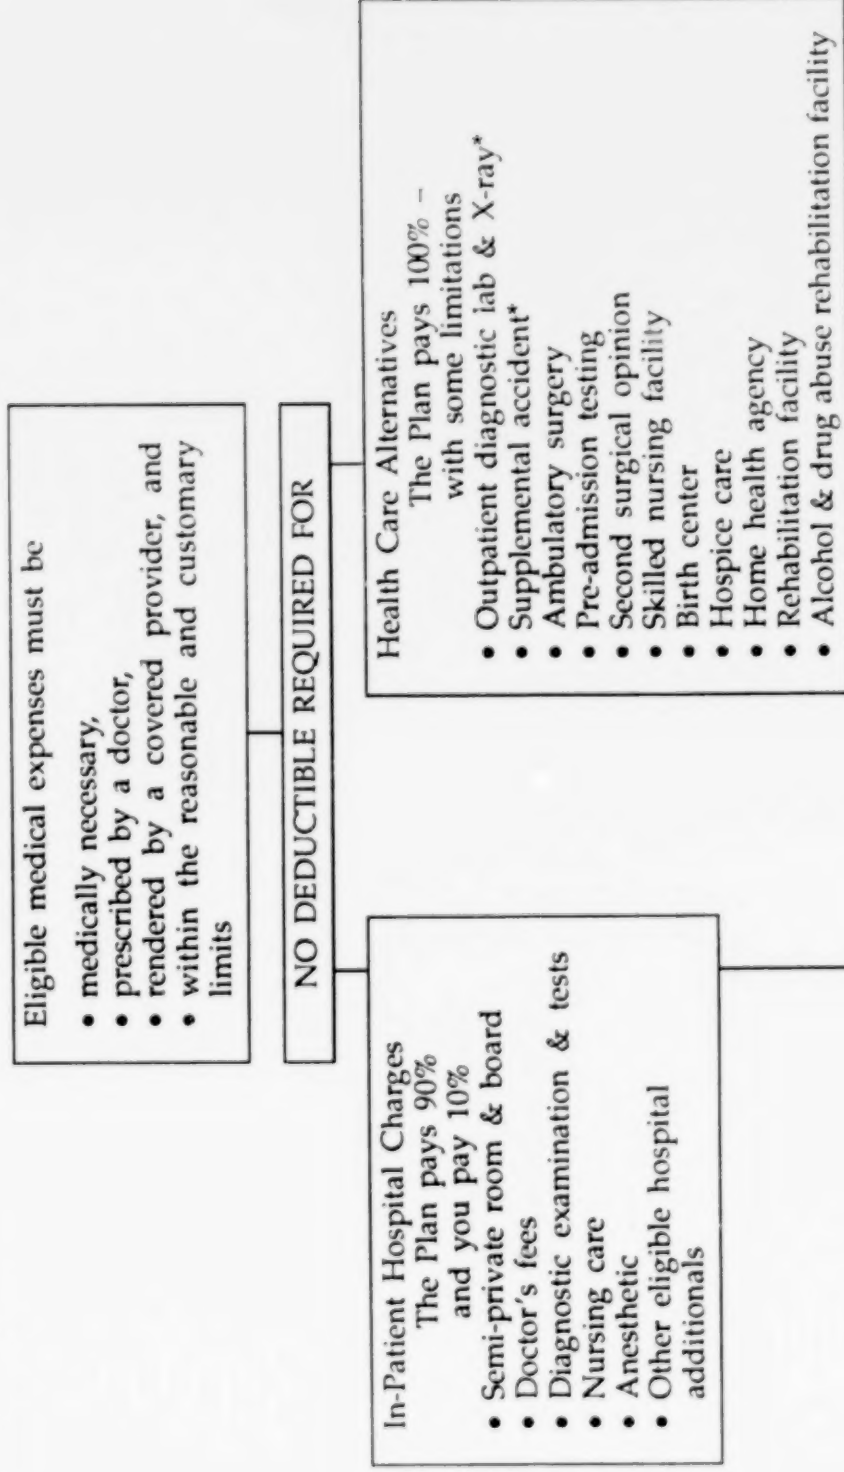 Eligible medical expenses must be
• medically necessary,
• prescribed by a doctor,
• rendered by a covered provider, and
• within the reasonable and customary
limits
NO DEDUCTIBLE REQUIRED FOR
In-Patient Hospital Charges
The Plan pays 90%
and you pay 10%
• Semi-private room & board
• Doctor's fees
• Diagnostic examination & tests
• Nursing care
• Anesthetic
• Other eligible hospital
additionals
Health Care Alternatives
The Plan pays 100% –
with some limitations
• Outpatient diagnostic lab & X-ray*
• Supplemental accident*
• Ambulatory surgery
• Pre-admission testing
• Second surgical opinion
• Skilled nursing facility
• Birth center
• Hospice care
• Home health agency
• Rehabilitation facility
• Alcohol & drug abuse rehabilitation facility